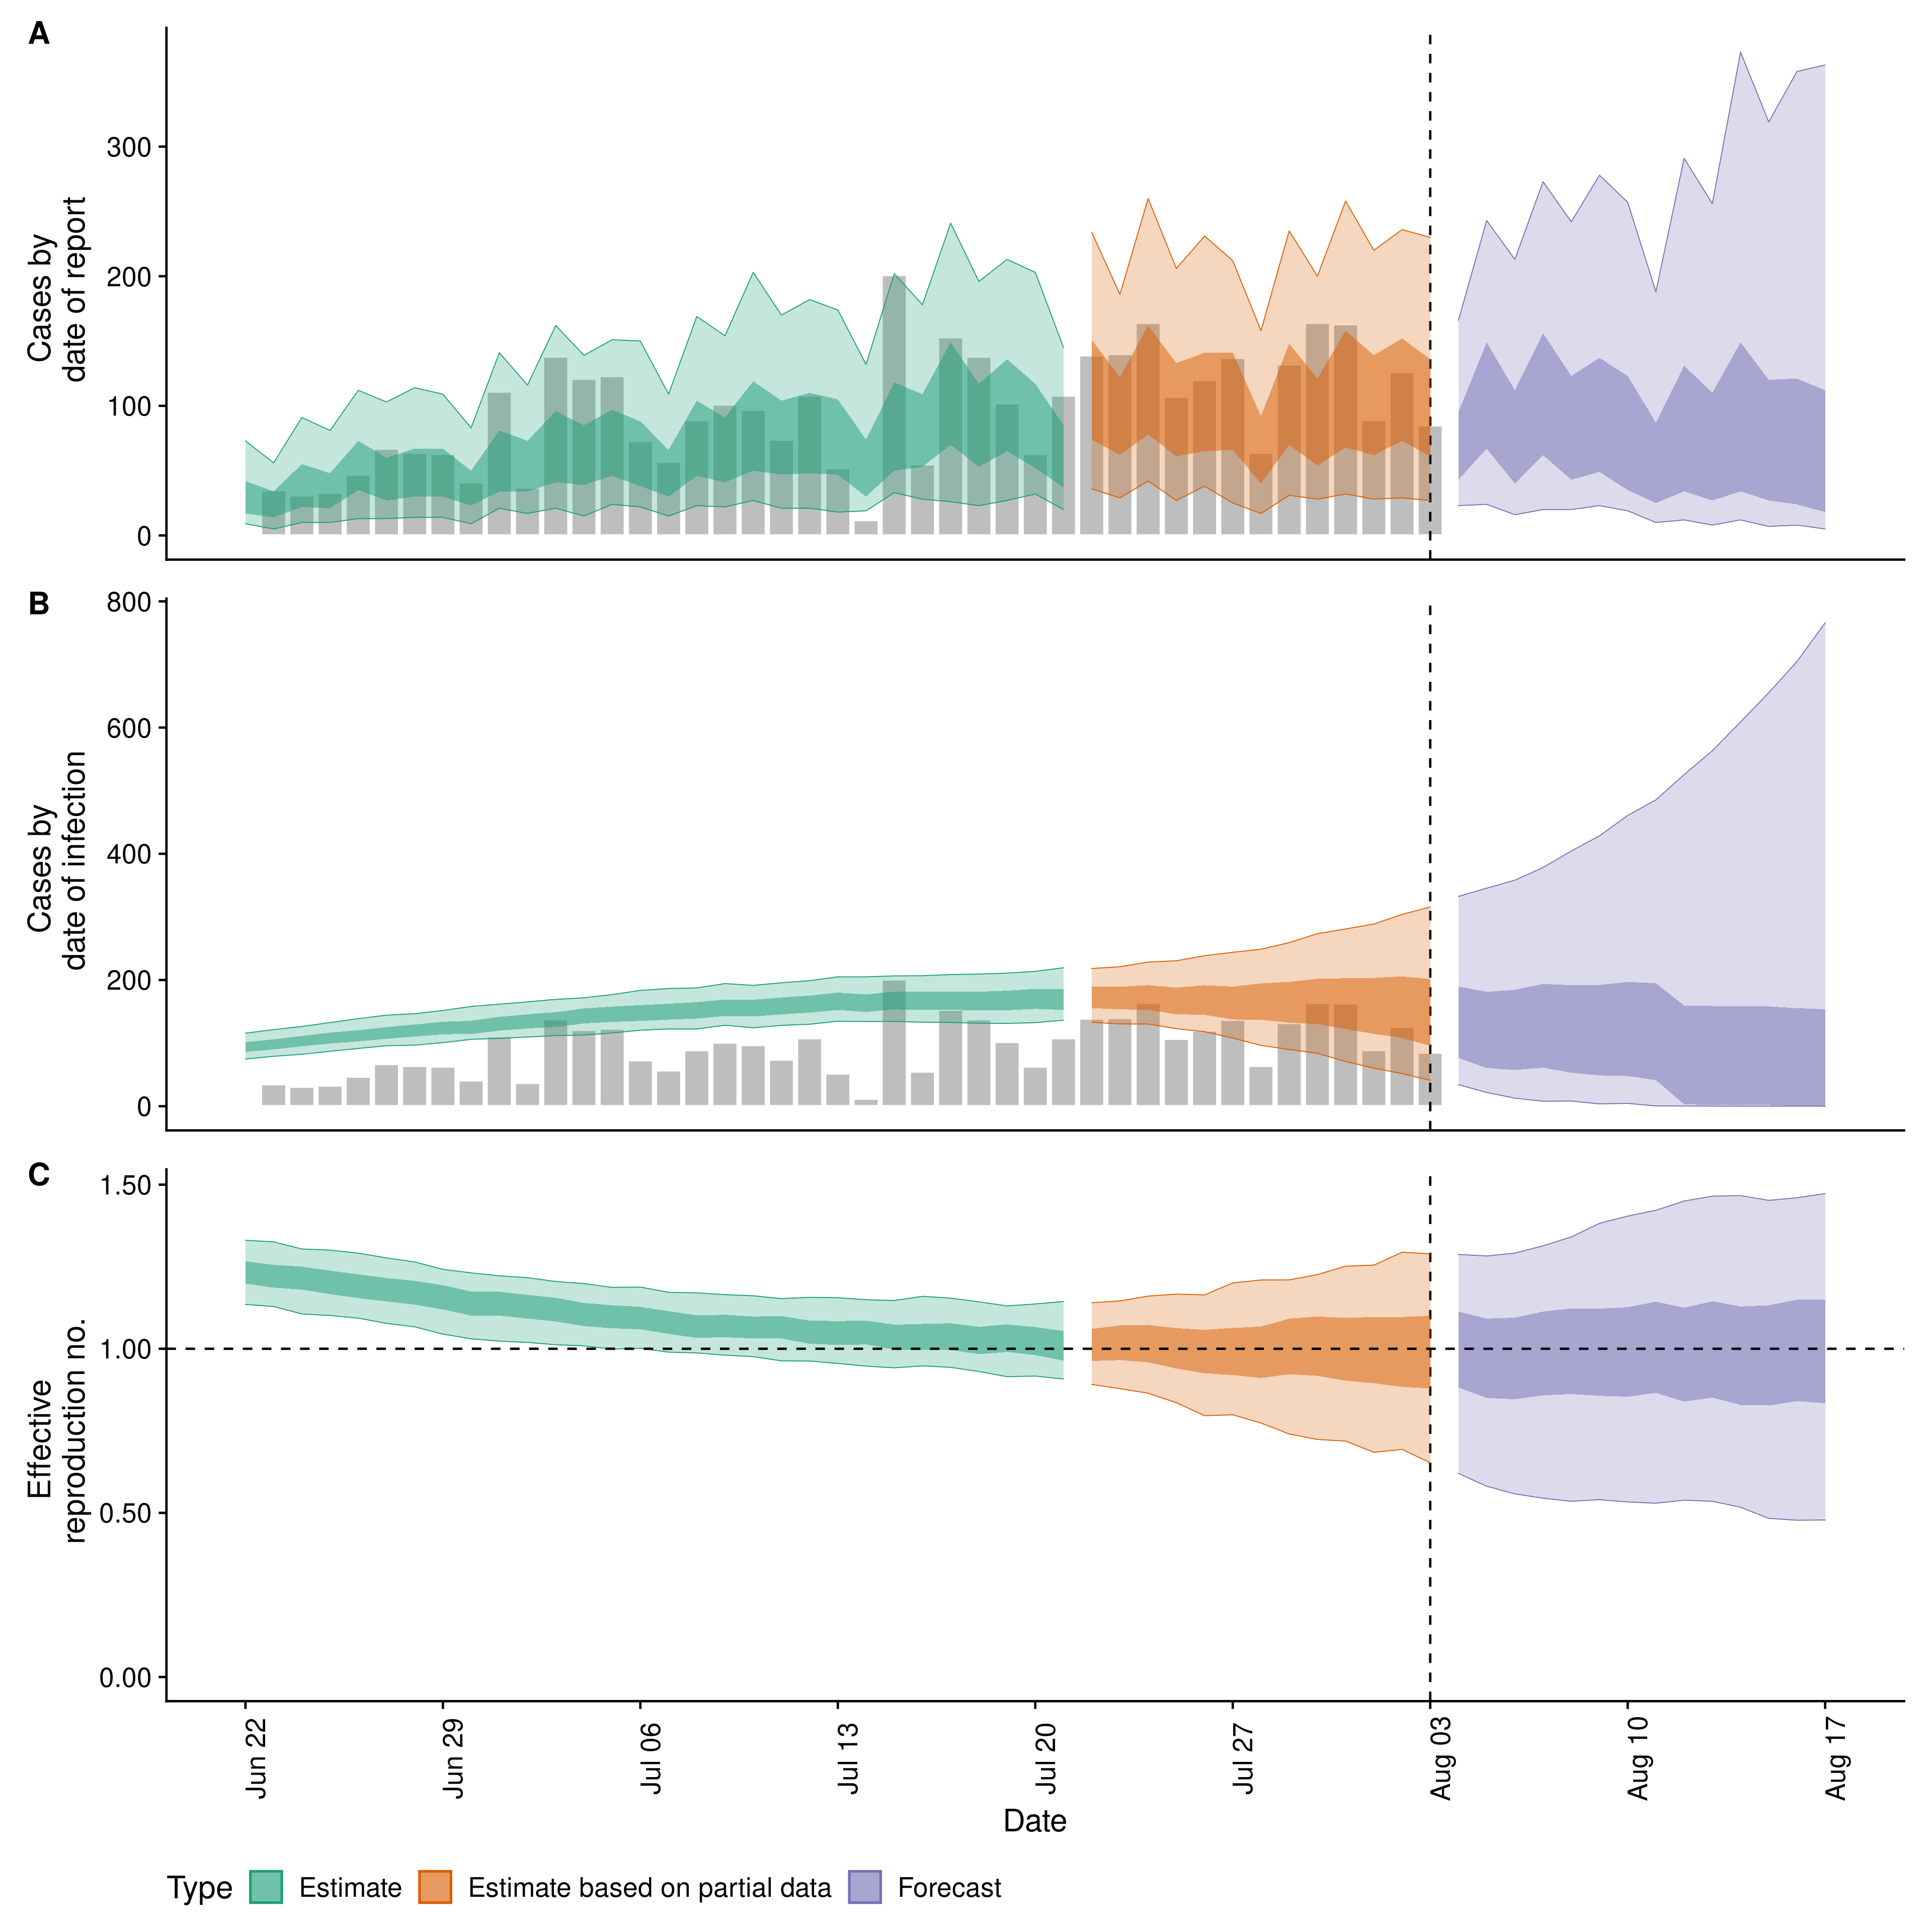 A
300
200
100
0
Cases by
date of report
B
800
600
400
200
0
Cases by
date of infection
C
1.50
1.00
0.50
0.00
Effective
reproduction no.
Jun 22
Jun 29
Jul 06
Jul 13
Jul 20
Jul 27
Aug 03
Aug 10
Aug 17
Date
Type Estimate Estimate based on partial data Forecast